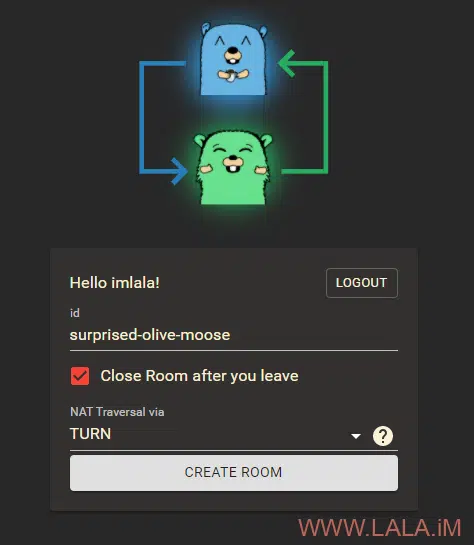 Hello imlala!
LOGOUT
id
surprised-olive-moose
Close Room after you leave
NAT Traversal via
TURN
?
CREATE ROOM
WWW.LALA.iM